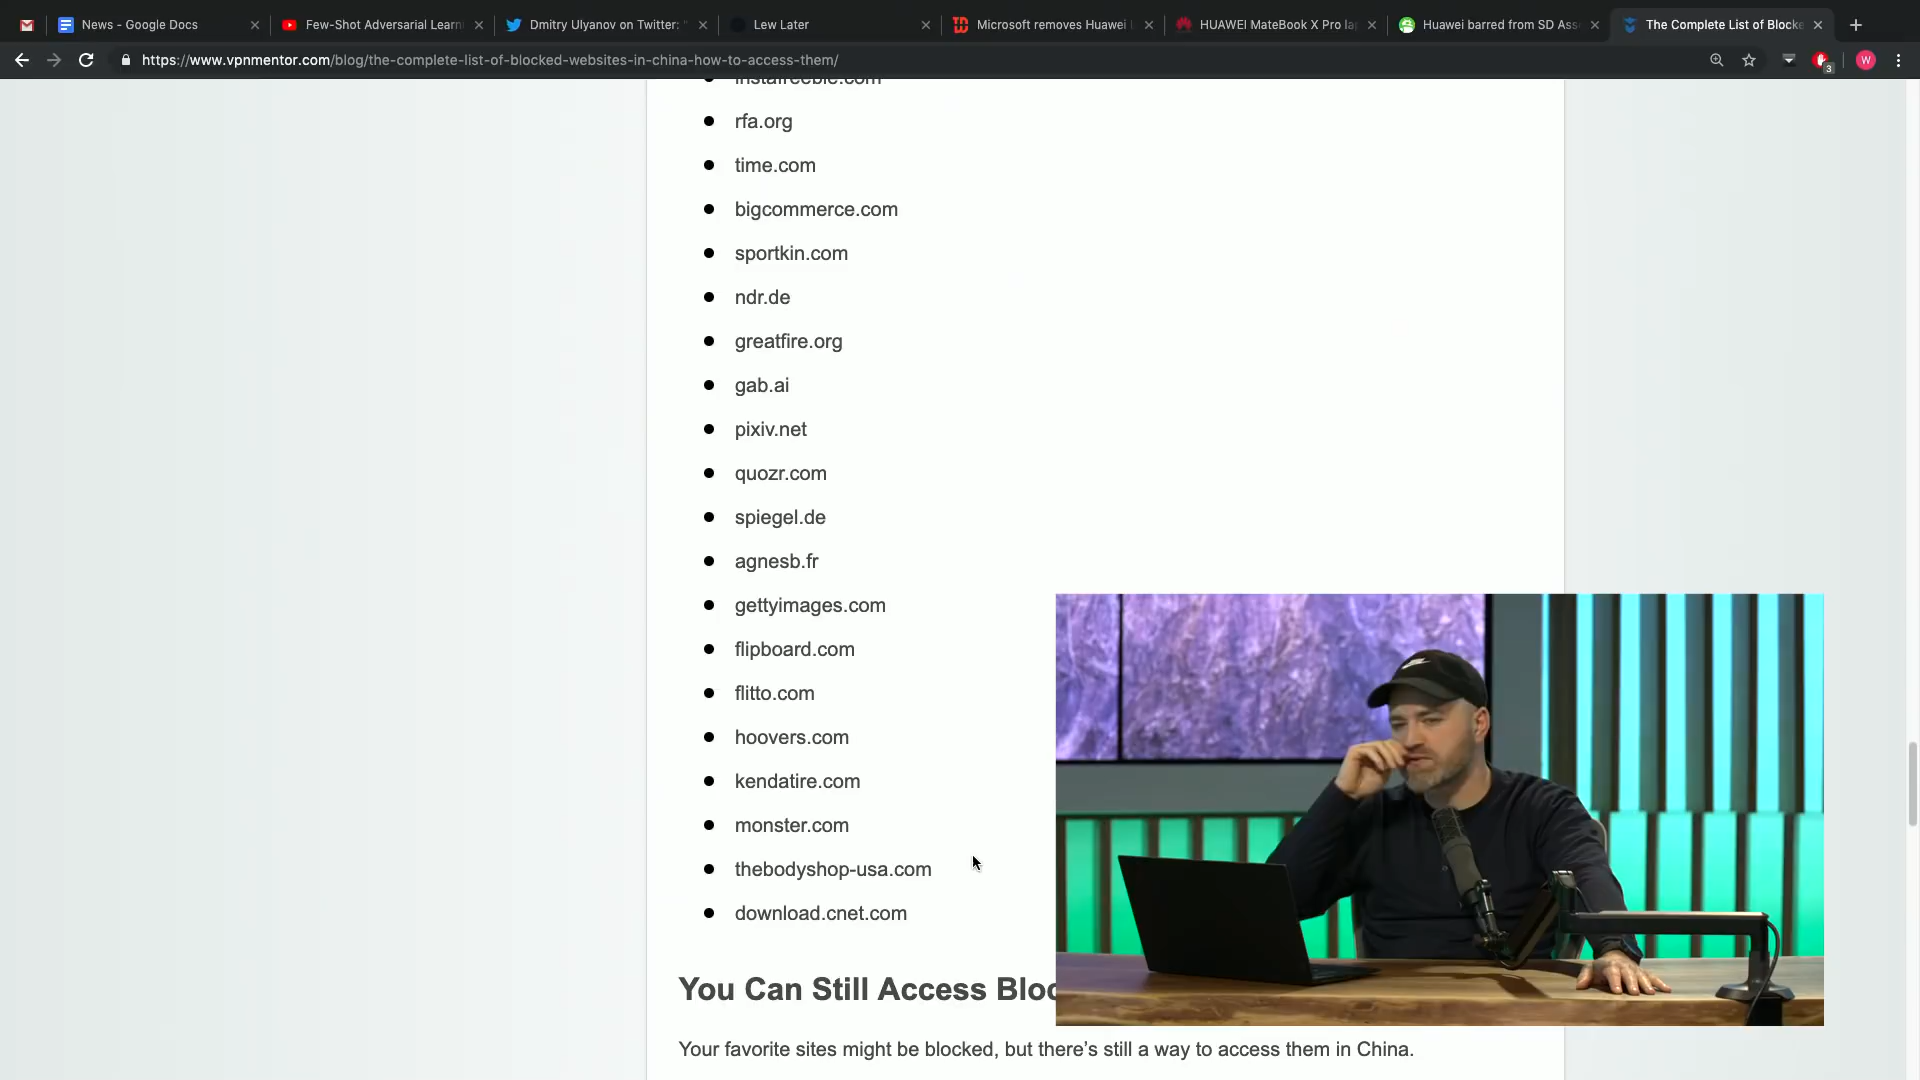 News - Google Docs
Few-Shot Adversarial Learni
Dmitry Ulyanov on Twitter: "
Lew Later
Microsoft removes Huawei
HUAWEI MateBook X Pro la
Huawei barred from SD Ass
The Complete List of Blocke
https://www.vpnmentor.com/blog/the-complete-list-of-blocked-websites-in-china-how-to-access-them/
3
W
instafreebie.com
rfa.org
time.com
bigcommerce.com
sportkin.com
ndr.de
greatfire.org
gab.ai
pixiv.net
quozr.com
spiegel.de
agnesb.fr
gettyimages.com
flipboard.com
flitto.com
hoovers.com
kendatire.com
monster.com
thebodyshop-usa.com
download.cnet.com
You Can Still Access Bloc
Your favorite sites might be blocked, but there's still a way to access them in China.